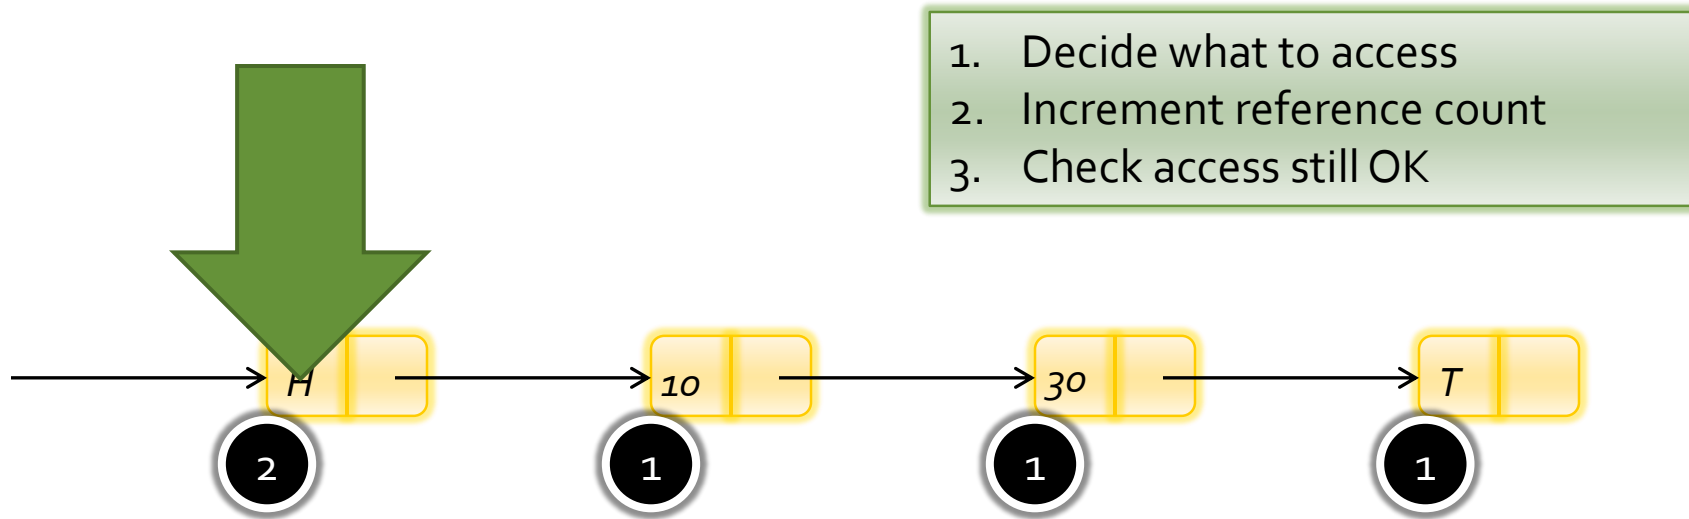 1. Decide what to access
2. Increment reference count
3. Check access still OK
H 10 30 T
2 1 1 1